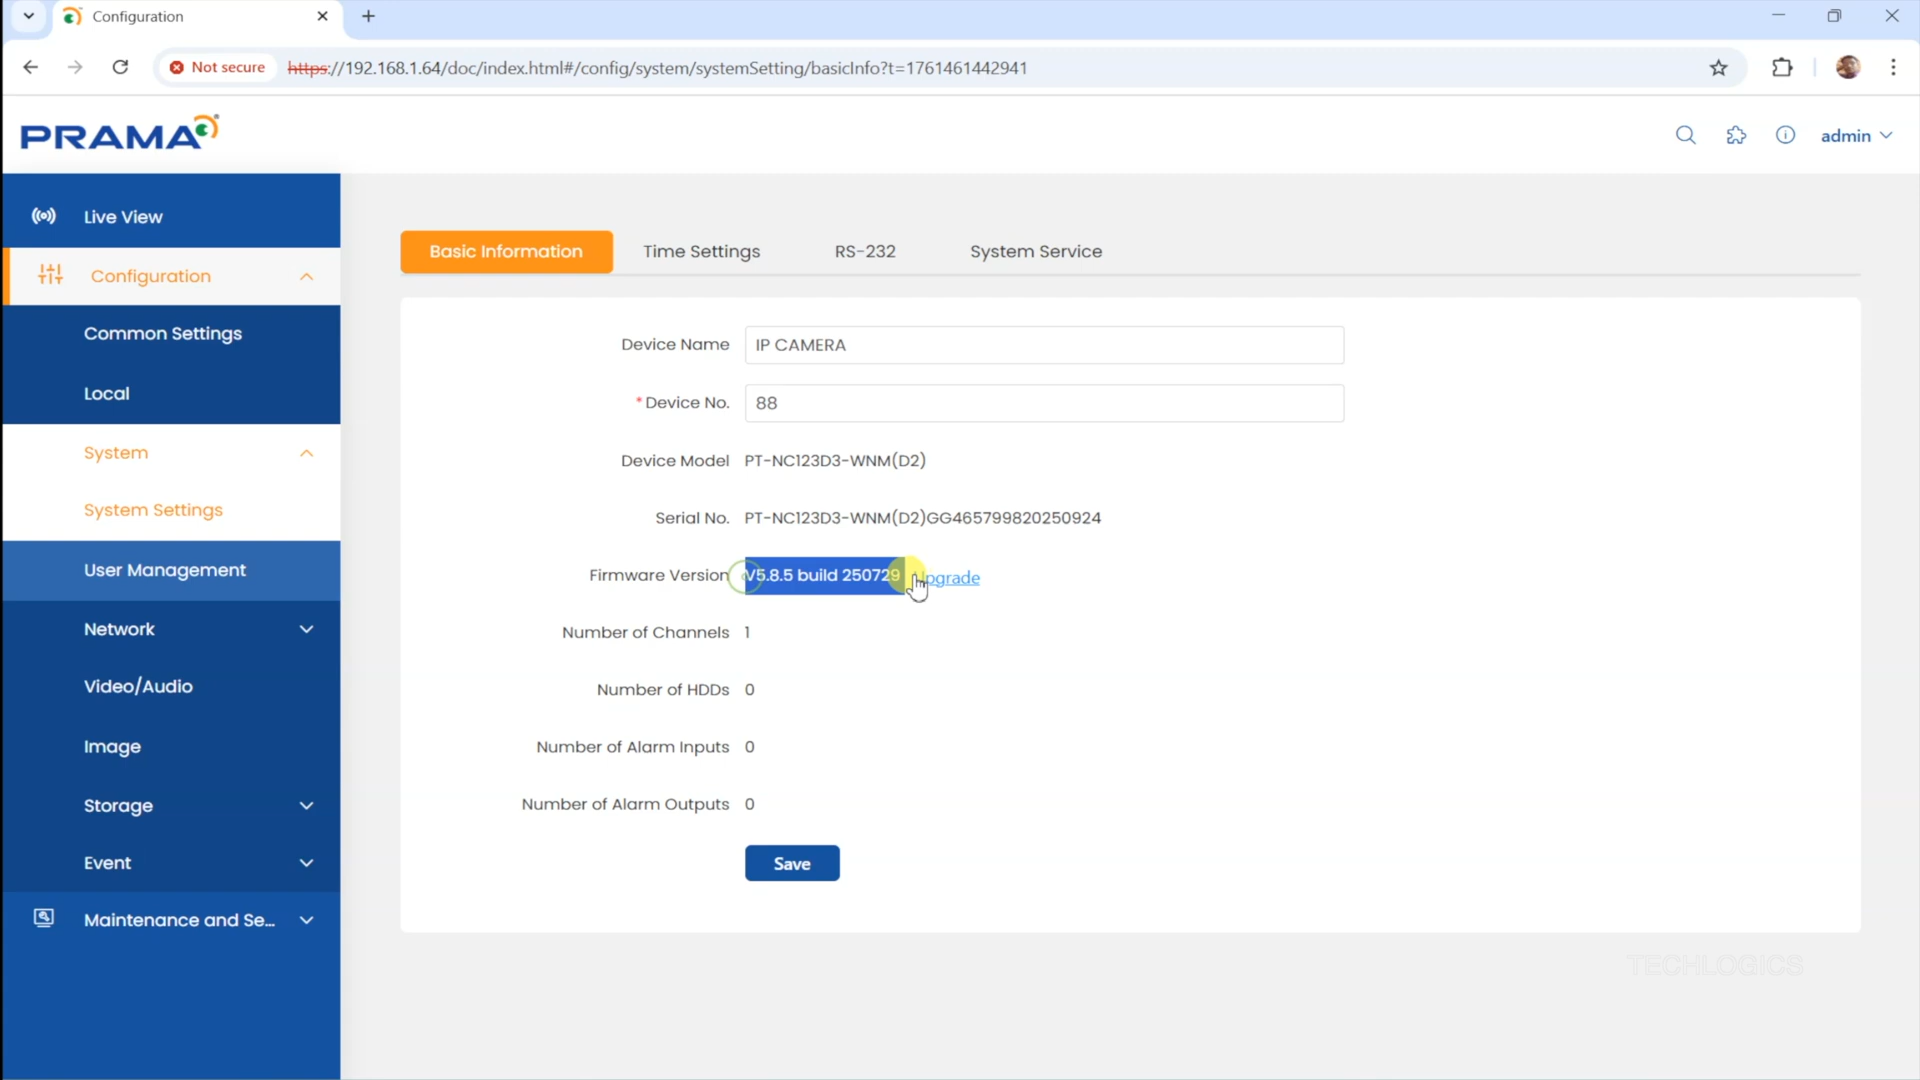 Configuration
Not secure
https://192.168.1.64/doc/index.html#/config/system/systemSetting/basicInfo?t=1761461442941
PRAMA
admin
Live View
Configuration
Common Settings
Local
System
System Settings
User Management
Network
Video/Audio
Image
Storage
Event
Maintenance and Se...
Basic Information Time Settings RS-232 System Service
Device Name IP CAMERA
* Device No. 88
Device Model PT-NC123D3-WNM(D2)
Serial No. PT-NC123D3-WNM(D2)GG465799820250924
Firmware Version V5.8.5 build 250729 Upgrade
Number of Channels 1
Number of HDDs 0
Number of Alarm Inputs 0
Number of Alarm Outputs 0
Save
TECHLOGICS